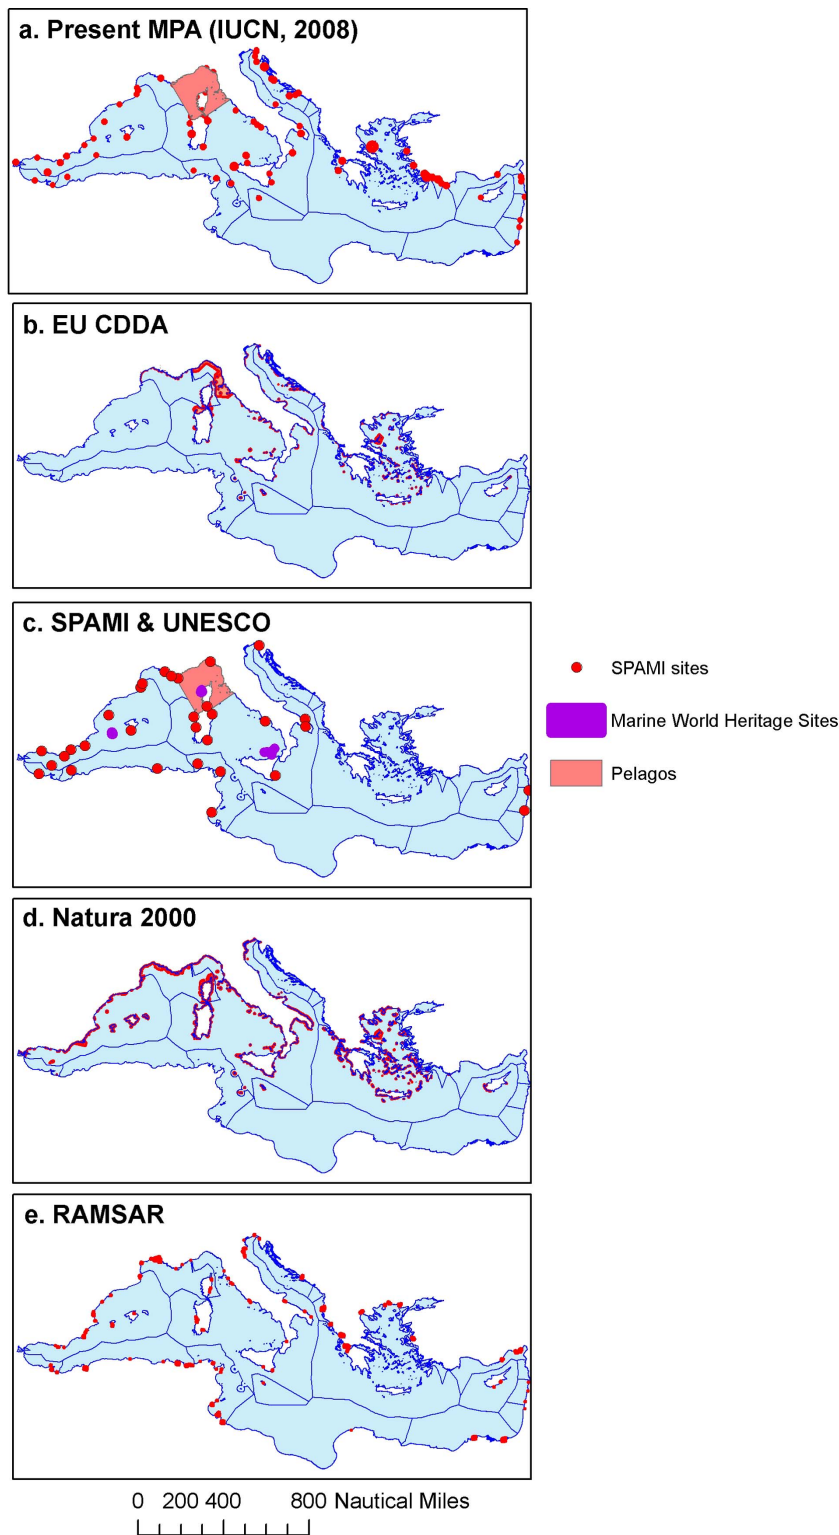 a. Present MPA (IUCN, 2008)
b. EU CDDA
c. SPAMI & UNESCO
SPAMI sites
Marine World Heritage Sites
Pelagos
d. Natura 2000
e. RAMSAR
0 200 400 800 Nautical Miles